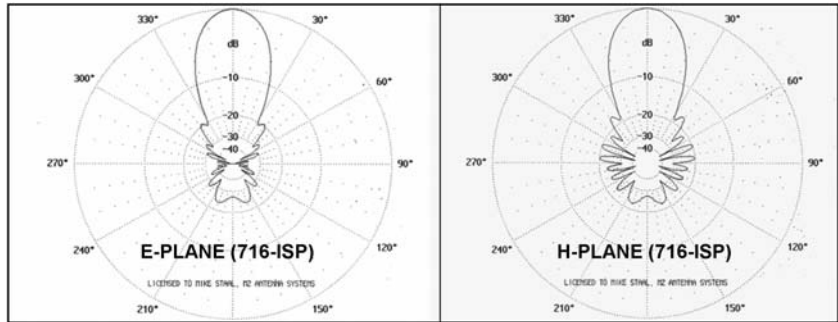 330° 30°
dB
300° -10 60°
-20
-30
-40
270° 90°
240° 120°
E-PLANE (716-ISP)
LICENSED TO MIKE STAAL, M2 ANTENNA SYSTEMS
210° 150°
330° 30°
dB
300° -10 60°
-20
-30
-40
270° 90°
240° 120°
H-PLANE (716-ISP)
LICENSED TO MIKE STAAL, M2 ANTENNA SYSTEMS
210° 150°